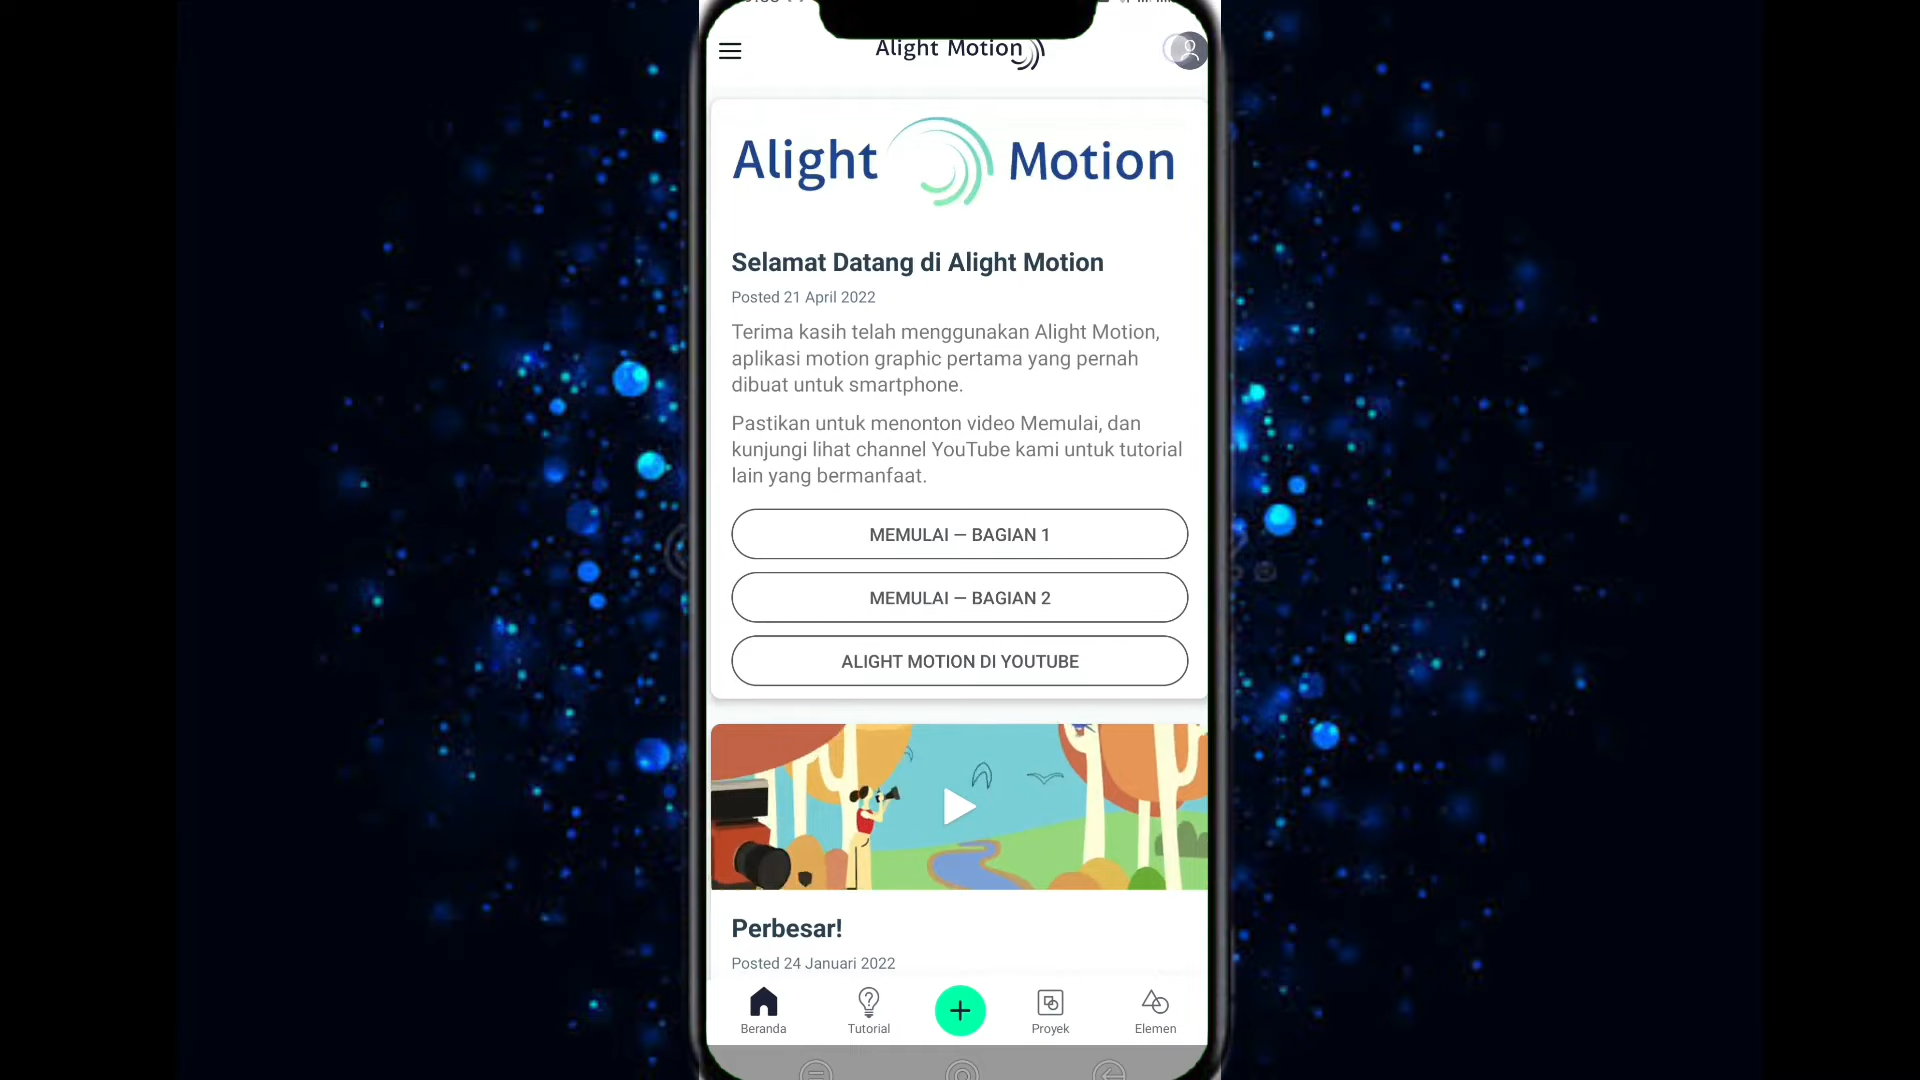 Alight Motion
Alight Motion
Selamat Datang di Alight Motion
Posted 21 April 2022
Terima kasih telah menggunakan Alight Motion,
aplikasi motion graphic pertama yang pernah
dibuat untuk smartphone.
Pastikan untuk menonton video Memulai, dan
kunjungi lihat channel YouTube kami untuk tutorial
lain yang bermanfaat.
MEMULAI — BAGIAN 1
MEMULAI — BAGIAN 2
ALIGHT MOTION DI YOUTUBE
Perbesar!
Posted 24 Januari 2022
Beranda
Tutorial
Proyek
Elemen